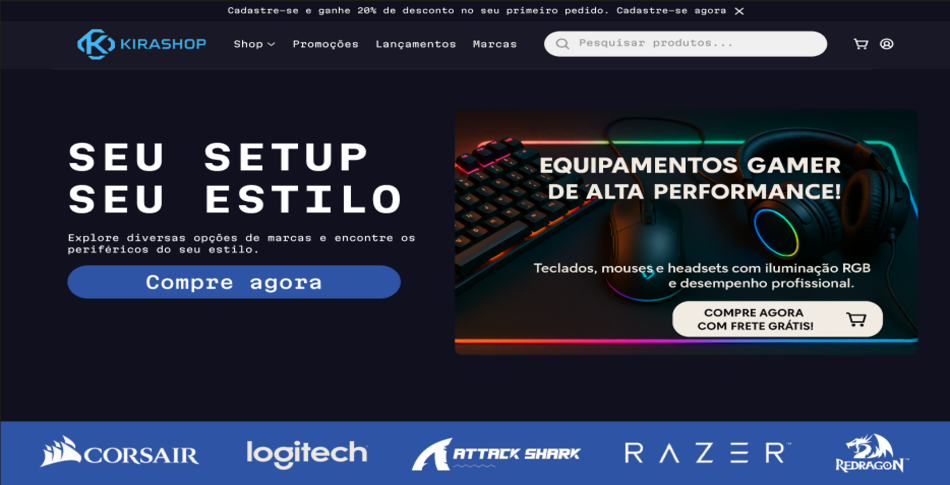 Cadastre-se e ganhe 20% de desconto no seu primeiro pedido. Cadastre-se agora
KIRASHOP
Shop
Promoções
Lançamentos
Marcas
Pesquisar produtos...
SEU SETUP
SEU ESTILO
Explore diversas opções de marcas e encontre os
periféricos do seu estilo.
Compre agora
EQUIPAMENTOS GAMER
DE ALTA PERFORMANCE!
Teclados, mouses e headsets com iluminação RGB
e desempenho profissional.
COMPRE AGORA
COM FRETE GRÁTIS!
CORSAIR
logitech
ATTACK SHARK
RAZER™
REDRAGON™